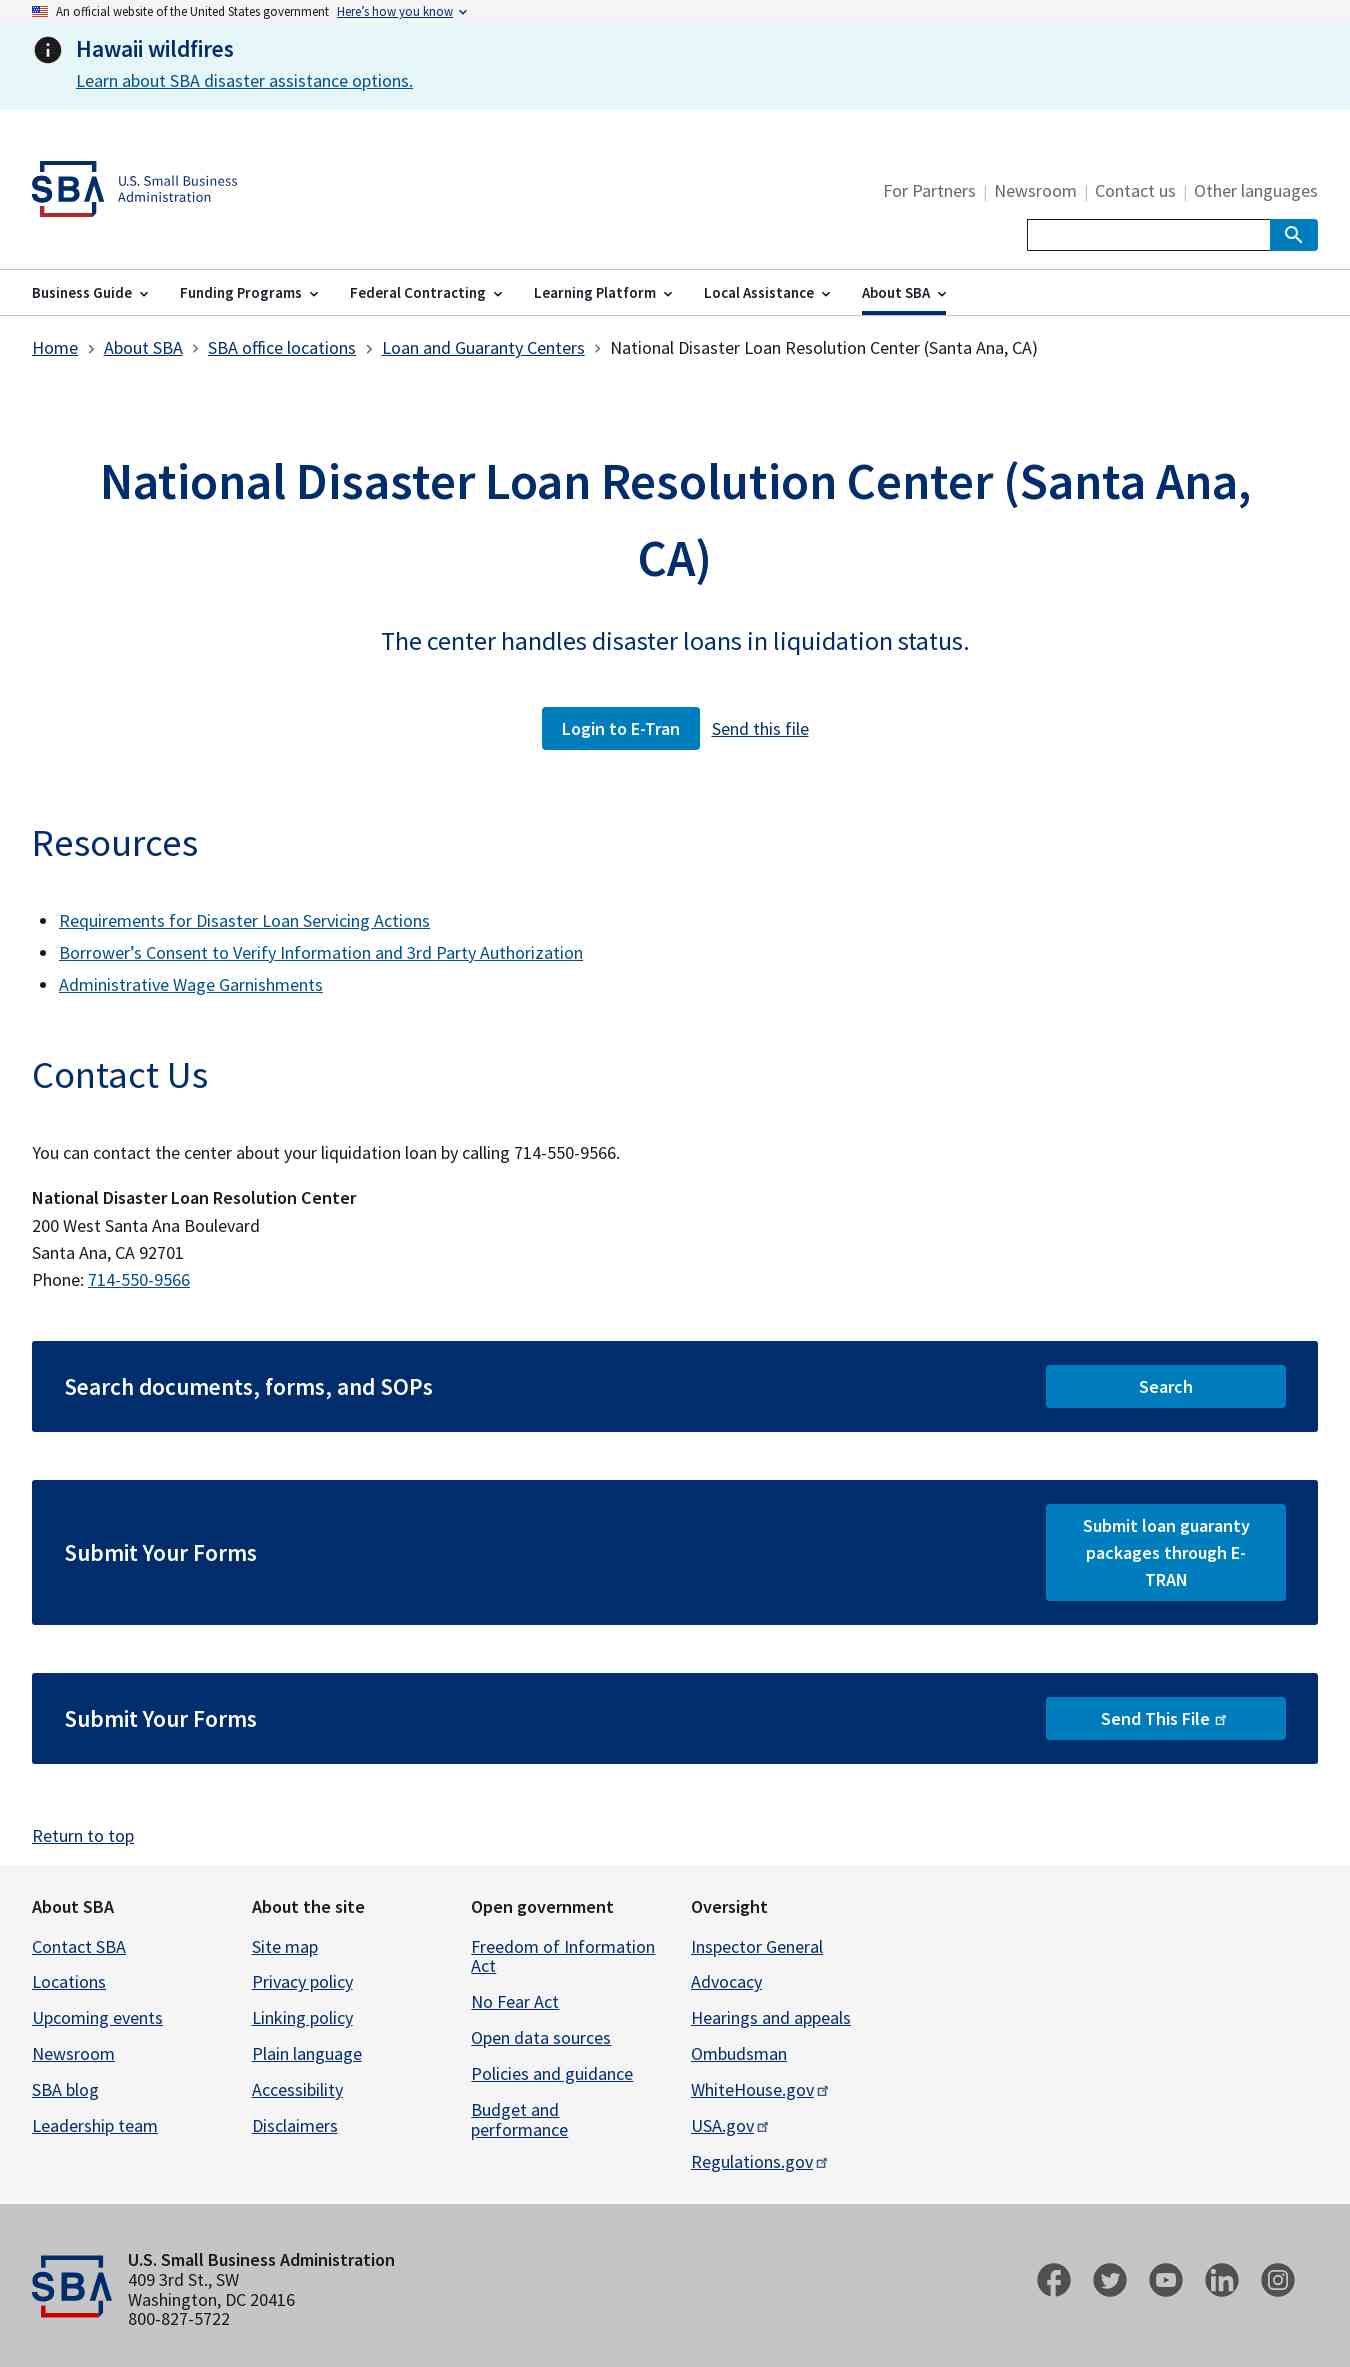 An official website of the United States government Here’s how you know
Hawaii wildfires
Learn about SBA disaster assistance options.
SBA U.S. Small Business
Administration
For Partners | Newsroom | Contact us | Other languages
Business Guide Funding Programs Federal Contracting Learning Platform Local Assistance About SBA
Home > About SBA > SBA office locations > Loan and Guaranty Centers > National Disaster Loan Resolution Center (Santa Ana, CA)
National Disaster Loan Resolution Center (Santa Ana,
CA)
The center handles disaster loans in liquidation status.
Login to E-Tran Send this file
Resources
• Requirements for Disaster Loan Servicing Actions
• Borrower’s Consent to Verify Information and 3rd Party Authorization
• Administrative Wage Garnishments
Contact Us
You can contact the center about your liquidation loan by calling 714-550-9566.
National Disaster Loan Resolution Center
200 West Santa Ana Boulevard
Santa Ana, CA 92701
Phone: 714-550-9566
Search documents, forms, and SOPs
Search
Submit Your Forms
Submit loan guaranty
packages through E-
TRAN
Submit Your Forms
Send This File
Return to top
About SBA
Contact SBA
Locations
Upcoming events
Newsroom
SBA blog
Leadership team
About the site
Site map
Privacy policy
Linking policy
Plain language
Accessibility
Disclaimers
Open government
Freedom of Information
Act
No Fear Act
Open data sources
Policies and guidance
Budget and
performance
Oversight
Inspector General
Advocacy
Hearings and appeals
Ombudsman
WhiteHouse.gov
USA.gov
Regulations.gov
SBA
U.S. Small Business Administration
409 3rd St., SW
Washington, DC 20416
800-827-5722